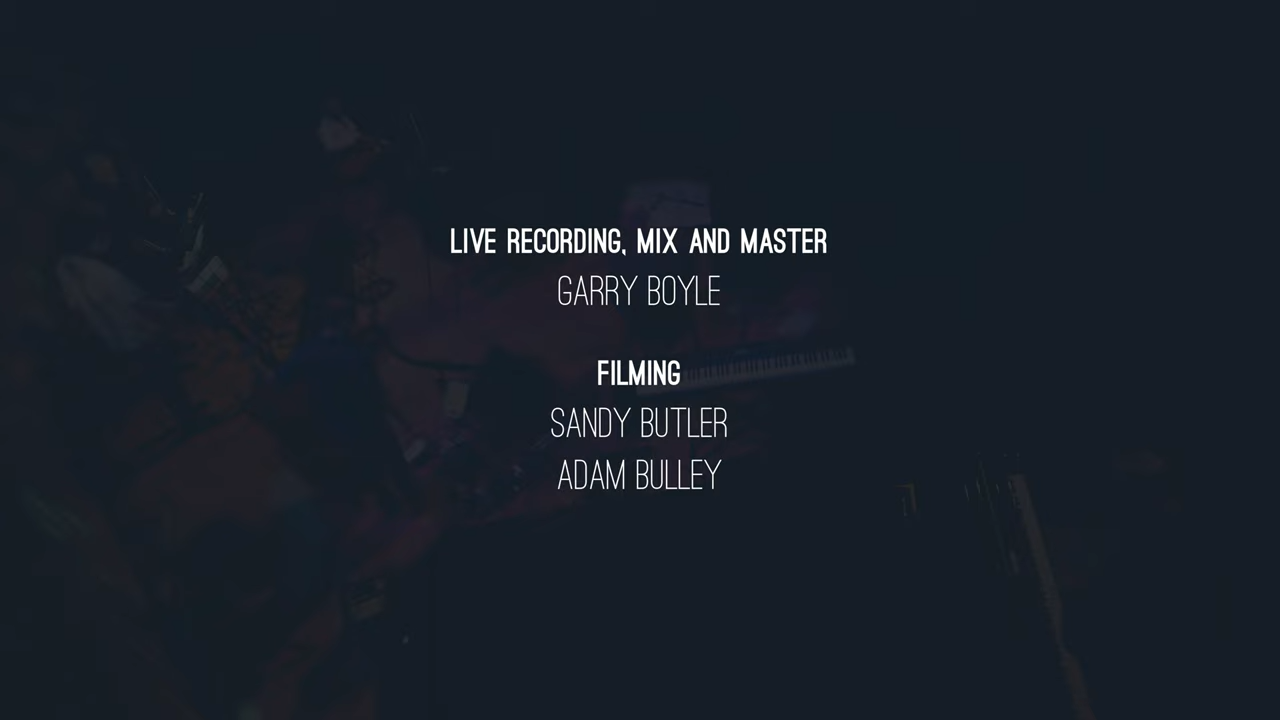 LIVE RECORDING, MIX AND MASTER
GARRY BOYLE
FILMING
SANDY BUTLER
ADAM BULLEY